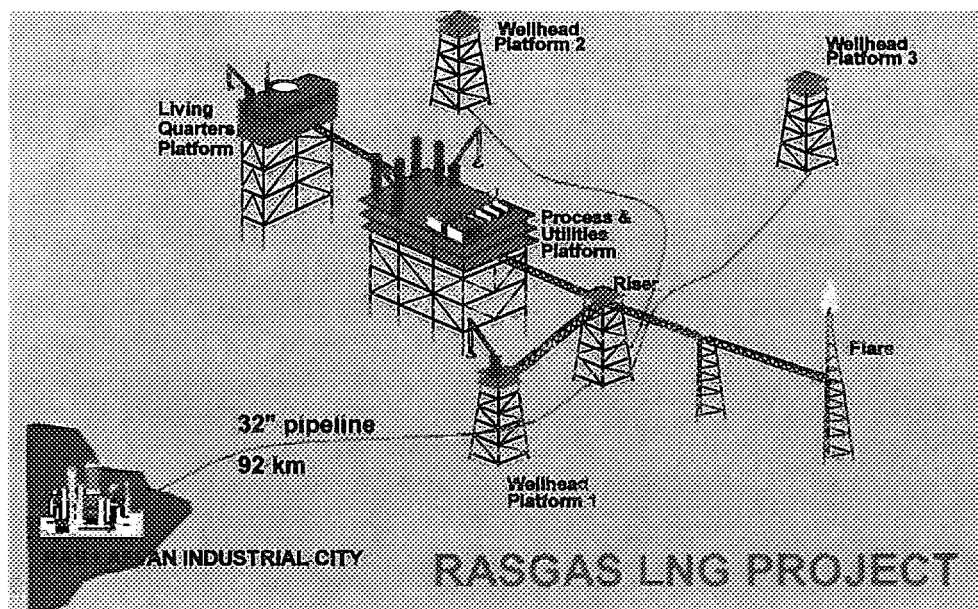 Wellhead
Platform 2
Wellhead
Platform 3
Living
Quarters
Platform
Process &
Utilities
Platform
Riser
Flare
32" pipeline
92 km
Wellhead
Platform 1
INDUSTRIAL CITY
RASGAS LNG PROJECT